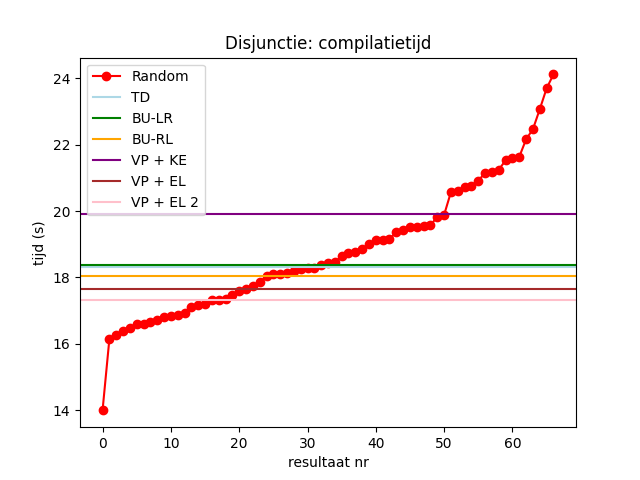 Disjunctie: compilatietijd
Random
TD
BU-LR
BU-RL
VP + KE
VP + EL
VP + EL 2
tijd (s)
24
22
20
18
16
14
0 10 20 30 40 50 60
resultaat nr